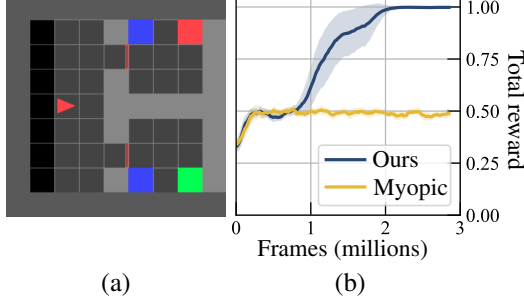 1.00
0.75
0.50
0.25
0.00
Total reward
Ours
Myopic
0 1 2 3
Frames (millions)
(a) (b)